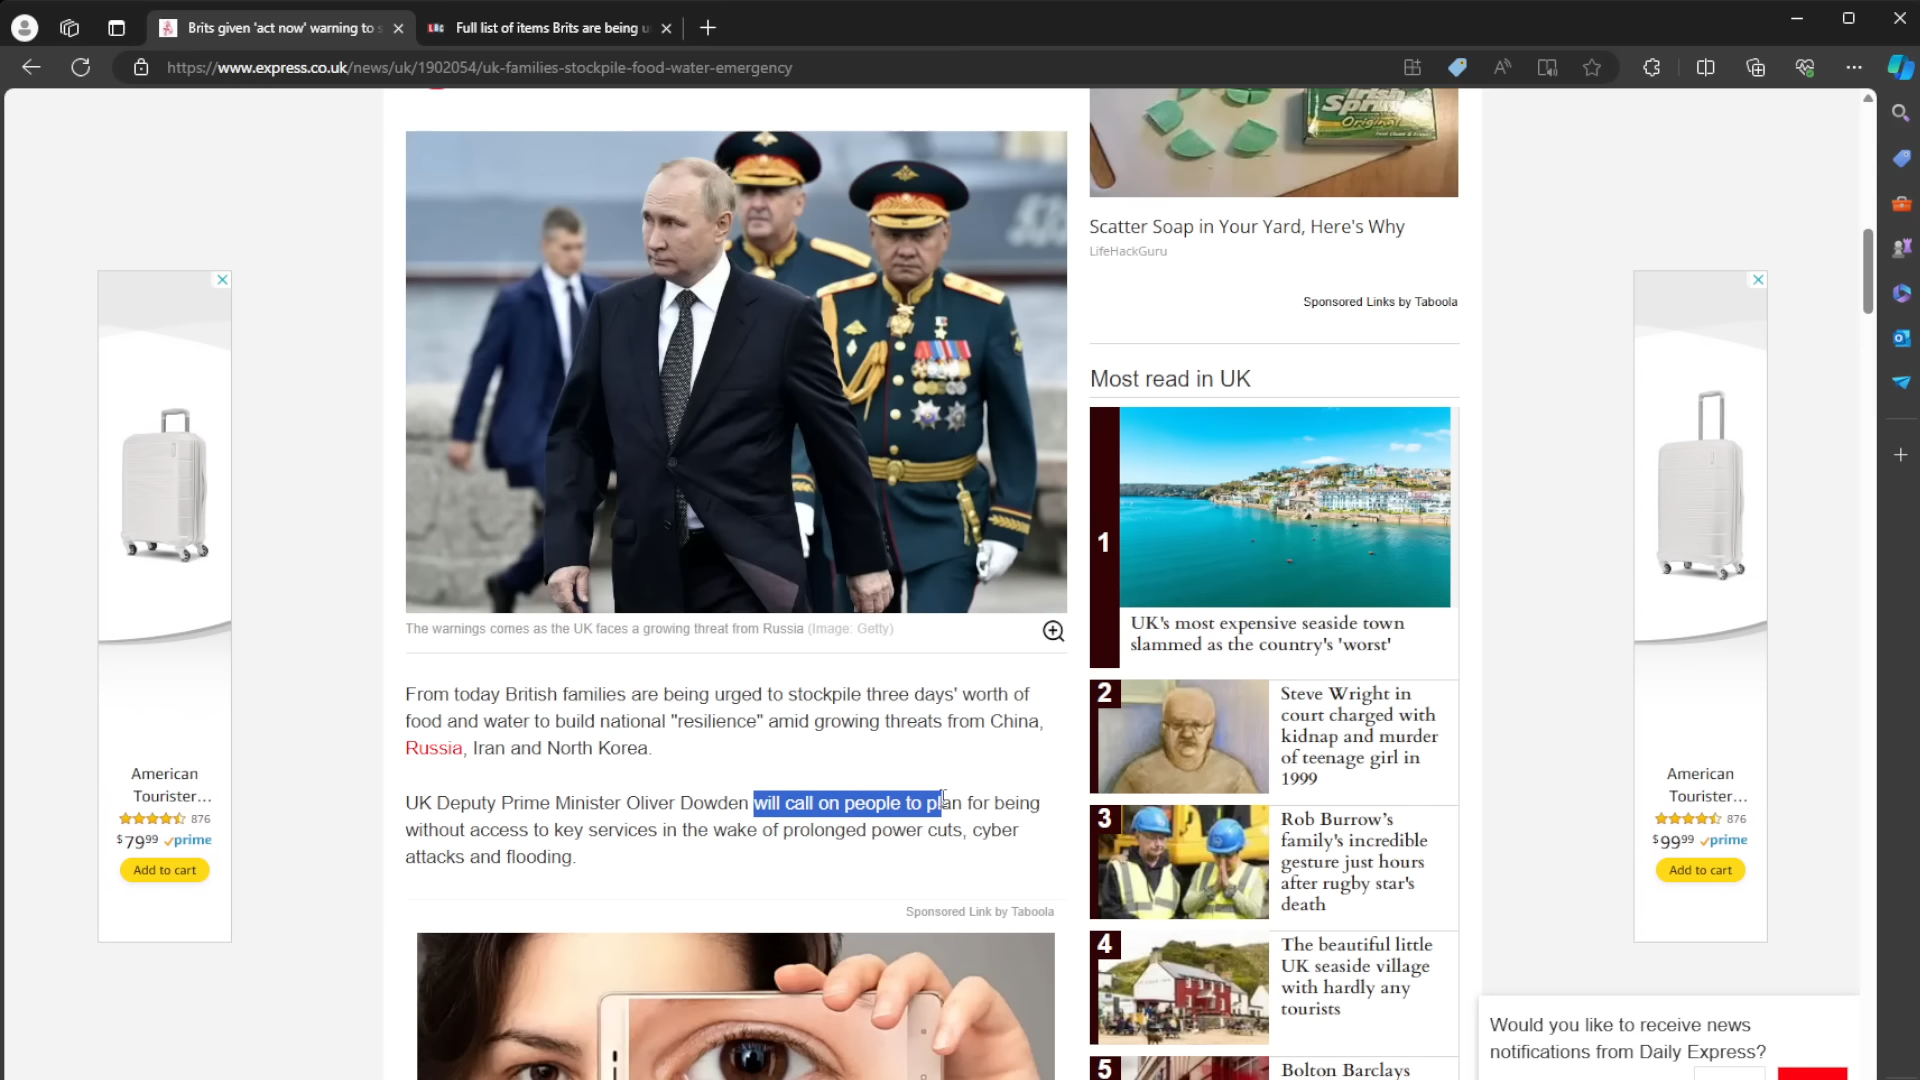 Brits given 'act now' warning to s
LBC
Full list of items Brits are being u
https://www.express.co.uk/news/uk/1902054/uk-families-stockpile-food-water-emergency
Irish
Spring
Original
Scatter Soap in Your Yard, Here's Why
LifeHackGuru
Sponsored Links by Taboola
The warnings comes as the UK faces a growing threat from Russia (Image: Getty)
From today British families are being urged to stockpile three days' worth of
food and water to build national "resilience" amid growing threats from China,
Russia, Iran and North Korea.
UK Deputy Prime Minister Oliver Dowden will call on people to plan for being
without access to key services in the wake of prolonged power cuts, cyber
attacks and flooding.
Sponsored Link by Taboola
Most read in UK
1
UK's most expensive seaside town
slammed as the country's 'worst'
2
Steve Wright in
court charged with
kidnap and murder
of teenage girl in
1999
3
Rob Burrow's
family's incredible
gesture just hours
after rugby star's
death
4
The beautiful little
UK seaside village
with hardly any
tourists
5
Bolton Barclays
American
Tourister...
876
$7999 prime
Add to cart
American
Tourister...
876
$9999 prime
Add to cart
Would you like to receive news
notifications from Daily Express?